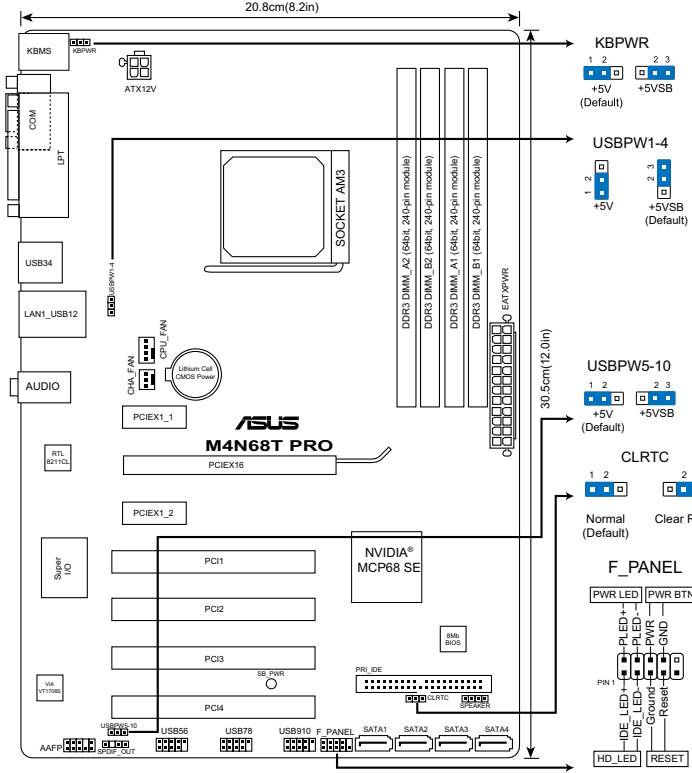 20.8cm(8.2in)
KBMS
KBPWR
ATX12V
COM
LPT
SOCKET AM3
DDR3 DIMM_A2 (64bit, 240-pin module)
DDR3 DIMM_B2 (64bit, 240-pin module)
DDR3 DIMM_A1 (64bit, 240-pin module)
DDR3 DIMM_B1 (64bit, 240-pin module)
USB34
USBPW1-4
EATXPWR
LAN1_USB12
CPU_FAN
CHA_FAN
Lithium Cell
CMOS Power
30.5cm(12.0in)
AUDIO
PCIEX1_1
ASUS
M4N68T PRO
RTL
8211CL
PCIEX16
PCIEX1_2
Super
I/O
PCI1
NVIDIA®
MCP68 SE
PCI2
8Mb
BIOS
PCI3
SB_PWR
PRI_IDE
VIA
VT1708S
PCI4
CLRTC
SPEAKER
USBPW5-10
AAFP
SPDIF_OUT
USB56
USB78
USB910
F_PANEL
SATA1
SATA2
SATA3
SATA4
KBPWR
1 2
2 3
+5V
(Default)
+5VSB
USBPW1-4
1 2
2 3
+5V
+5VSB
(Default)
USBPW5-10
1 2
2 3
+5V
(Default)
+5VSB
CLRTC
1 2
2
Normal
(Default)
Clear R
F_PANEL
PWR LED
PWR BTN
PLED+
PLED-
PWR
GND
PIN 1
IDE_LED+
IDE_LED-
Ground
Reset
HD_LED
RESET